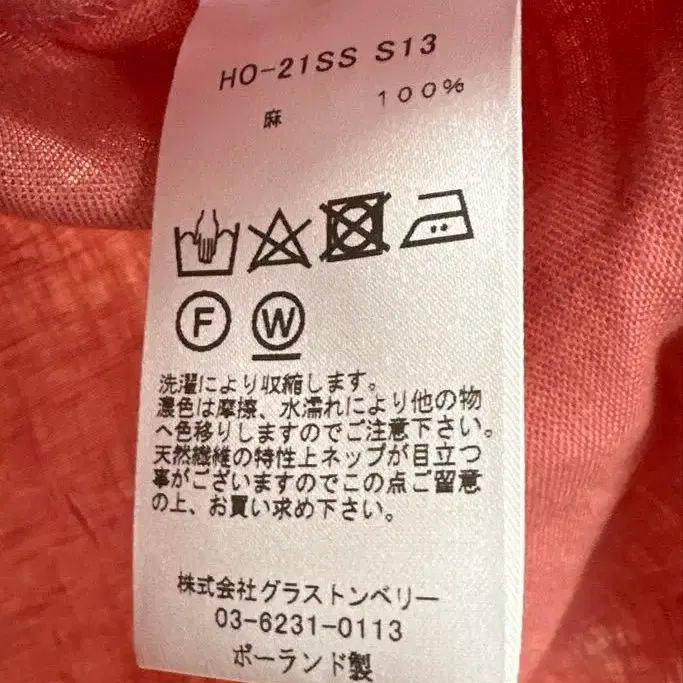 HO-21SS S13
麻 100%
F W
洗濯により収縮します。
濃色は摩擦、水濡れにより他の物
へ色移りしますのでご注意下さい。
天然繊維の特性上ネップが目立つ
事がございますのでこの点ご留意
の上、お買い求め下さい。
株式会社グラストンベリー
03-6231-0113
ポーランド製